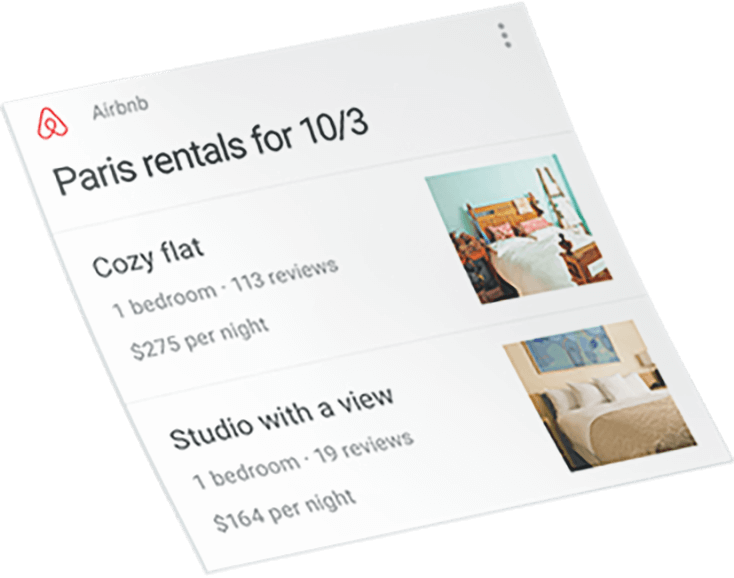 Airbnb
Paris rentals for 10/3
Cozy flat
1 bedroom · 113 reviews
$275 per night
Studio with a view
1 bedroom · 19 reviews
$164 per night